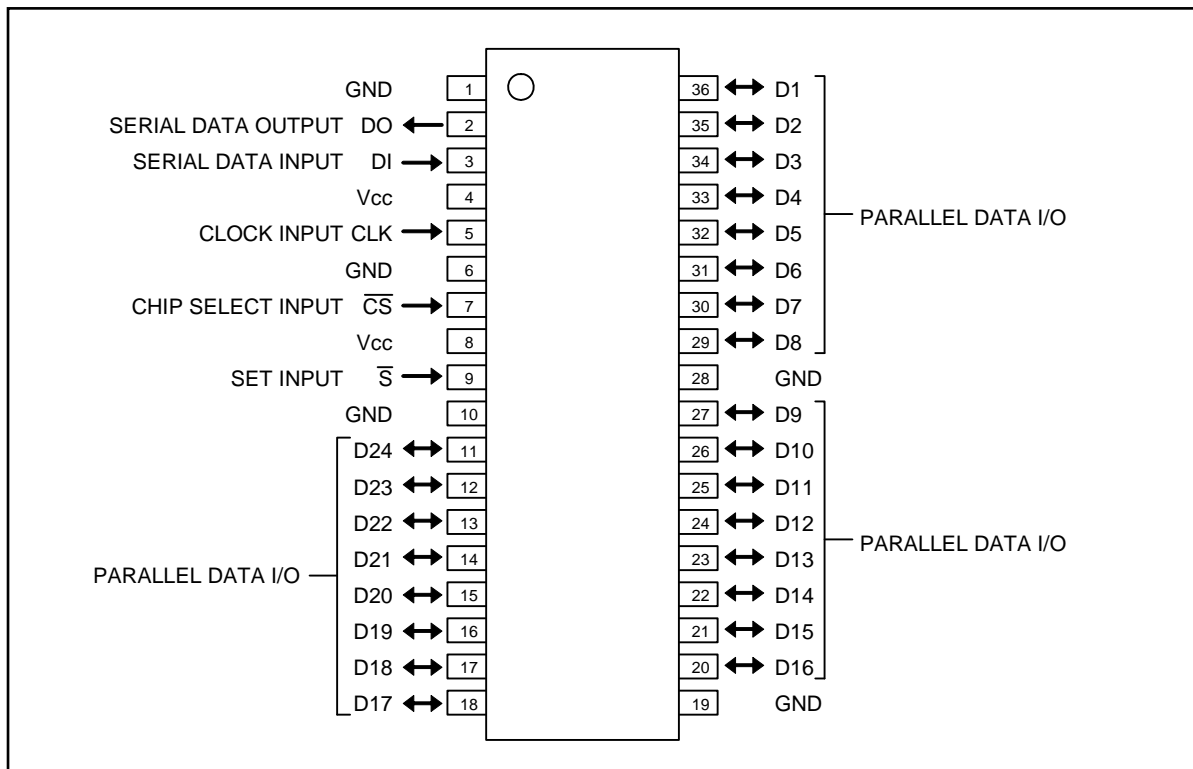 GND 1
SERIAL DATA OUTPUT DO 2
SERIAL DATA INPUT DI 3
Vcc 4
CLOCK INPUT CLK 5
GND 6
CHIP SELECT INPUT C̅S̅ 7
Vcc 8
SET INPUT S̅ 9
GND 10
D24 11
D23 12
D22 13
D21 14
D20 15
D19 16
D18 17
D17 18
PARALLEL DATA I/O
36 D1
35 D2
34 D3
33 D4
32 D5
31 D6
30 D7
29 D8
PARALLEL DATA I/O
28 GND
27 D9
26 D10
25 D11
24 D12
23 D13
22 D14
21 D15
20 D16
PARALLEL DATA I/O
19 GND